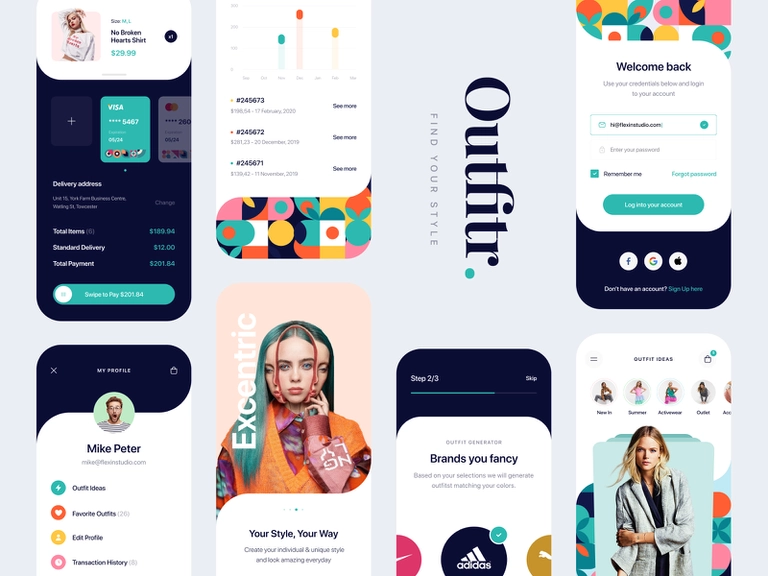 Size: M, L
No Broken
Hearts Shirt
x1
$29.99
VISA
**** 5467
05/24
**** 260
05/24
Delivery address
Unit 15, York Farm Business Centre,
Watling St, Towcester
Change
Total Items (6) $189.94
Standard Delivery $12.00
Total Payment $201.84
Swipe to Pay $201.84
MY PROFILE
Mike Peter
mike@flexinstudio.com
Outfit Ideas
Favorite Outfits (26)
Edit Profile
Transaction History (8)
300
200
100
Sep Oct Nov Dec Jan Feb Mar
#245673
$198,54 - 17 February, 2020
See more
#245672
$281,23 - 20 December, 2019
See more
#245671
$139,42 - 11 November, 2019
See more
Excentric
Your Style, Your Way
Create your individual & unique style
and look amazing everyday
Outfitr.
FIND YOUR STYLE
Step 2/3
Skip
OUTFIT GENERATOR
Brands you fancy
Based on your selections we will generate
outfitst matching your colors.
adidas
Welcome back
Use your credentials below and login
to your account
hi@flexinstudio.com
Enter your password
Remember me
Forgot password
Log into your account
f
G
Don't have an account? Sign Up here
OUTFIT IDEAS
New In
Summer
Activewear
Outlet
Acc